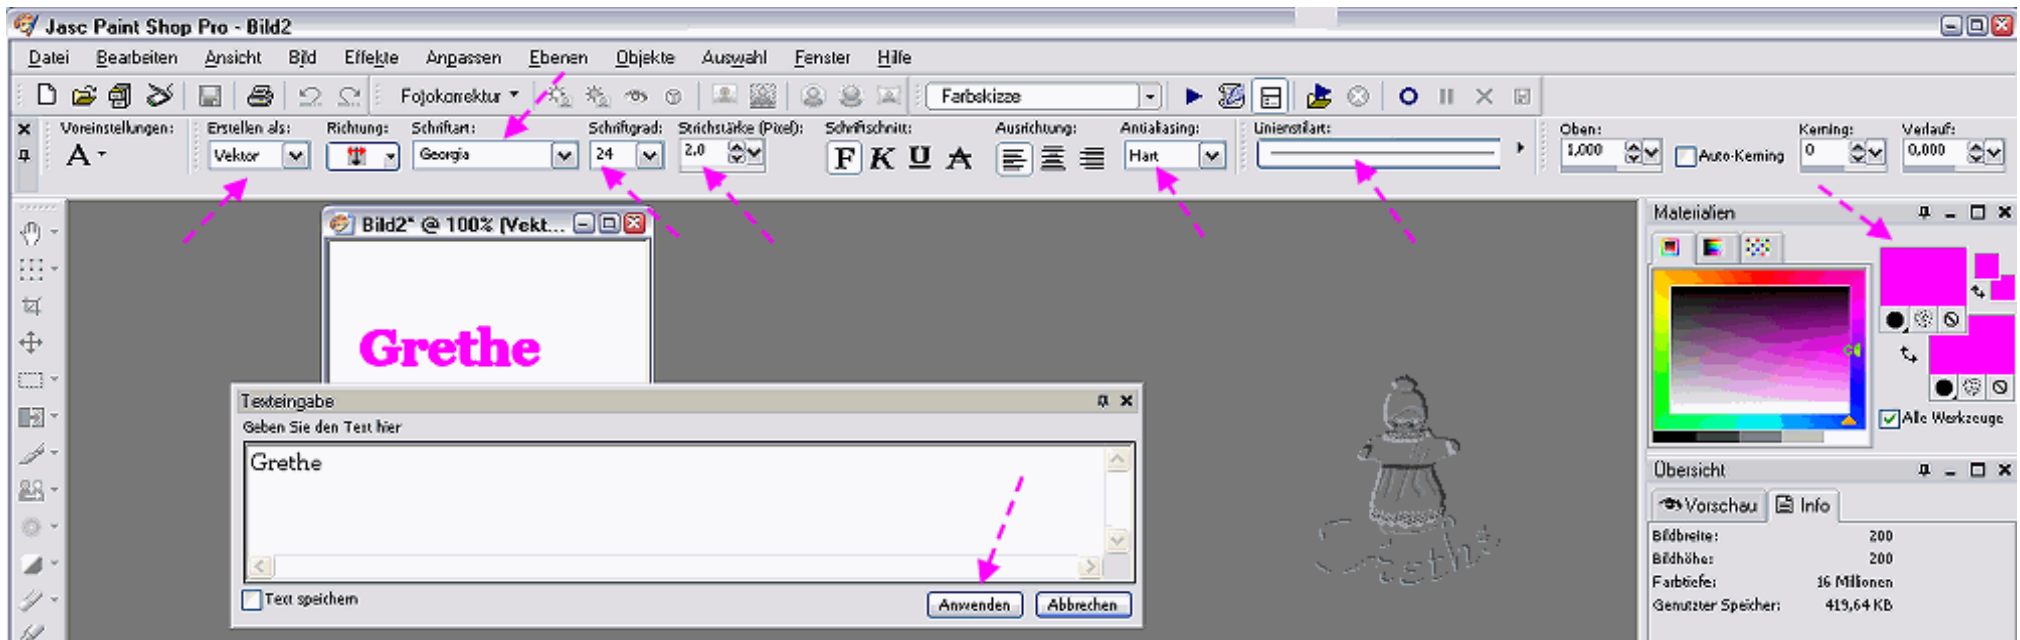 Jasc Paint Shop Pro - Bild2
Datei Bearbeiten Ansicht Bild Effekte Anpassen Ebenen Objekte Auswahl Fenster Hilfe
Fotokorrektur Farbskizze
Voreinstellungen: Erstellen als: Richtung: Schriftart: Schriftgrad: Strichstärke (Pixel): Schriftschnitt: Ausrichtung: Antialiasing: Linienstilart: Oben: Kerning: Verlauf:
A Vektor Georgia 24 2,0 F K U A Hart 1,000 Auto-Kerning 0 0,000
Bild2* @ 100% (Vekt...
Materialien
Grethe
Alle Werkzeuge
Texteingabe
Geben Sie den Text hier
Grethe
Text speichern
Anwenden Abbrechen
Grethe
Übersicht
Vorschau Info
Bildbreite: 200
Bildhöhe: 200
Farbtiefe: 16 Millionen
Genutzter Speicher: 419,64 KB